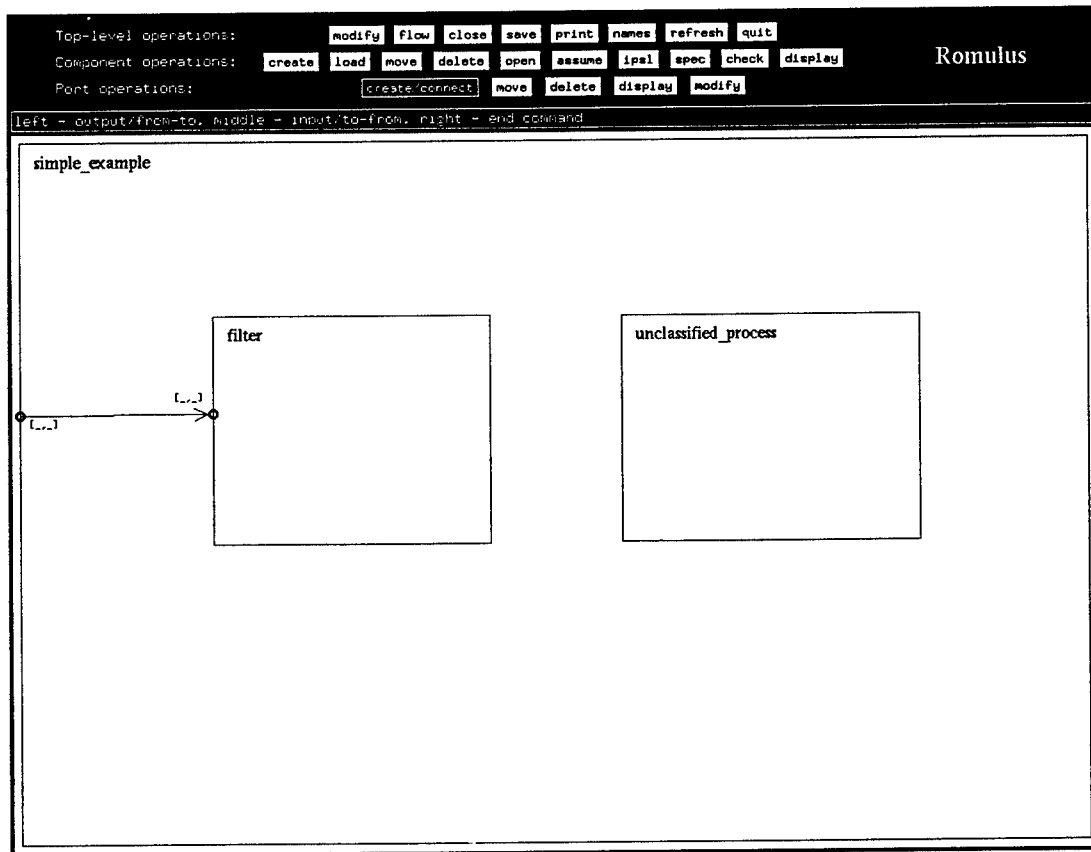 Top-level operations: modify flow close save print names refresh quit
Component operations: create load move delete open assume ipsl spec check display
Romulus
Port operations: create/connect move delete display modify
left - output/from-to, middle - input/to-from, right - end command
simple_example
filter
unclassified_process
[_,_]
[_,_]